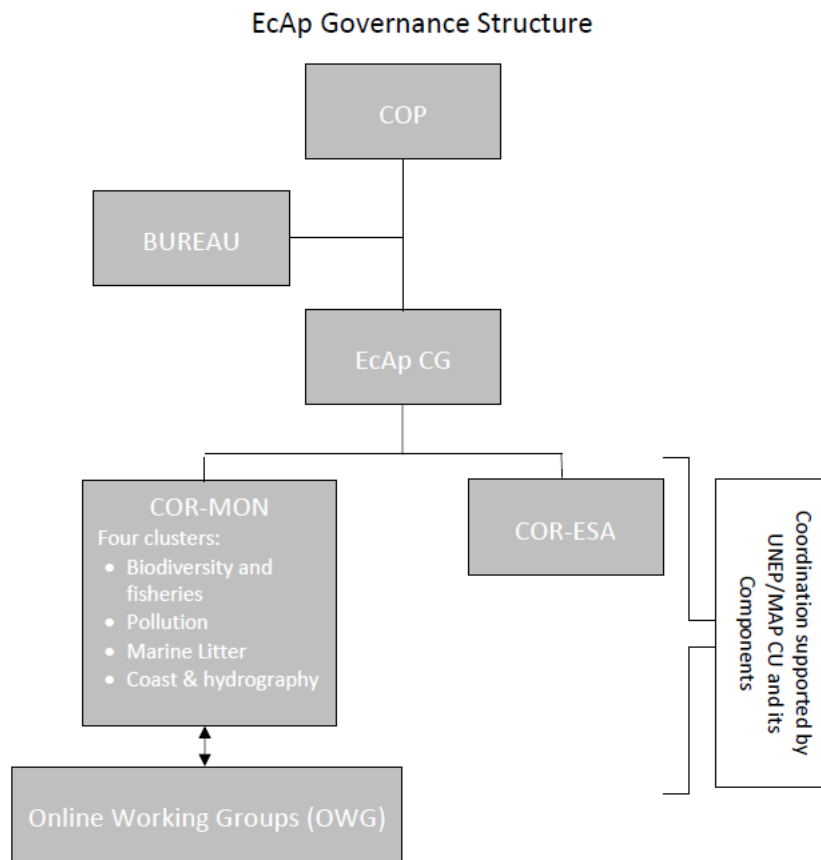 EcAp Governance Structure
COP
BUREAU
EcAp CG
COR-MON
Four clusters:
• Biodiversity and
fisheries
• Pollution
• Marine Litter
• Coast & hydrography
COR-ESA
Coordination supported by
UNEP/MAP CU and its
Components
Online Working Groups (OWG)